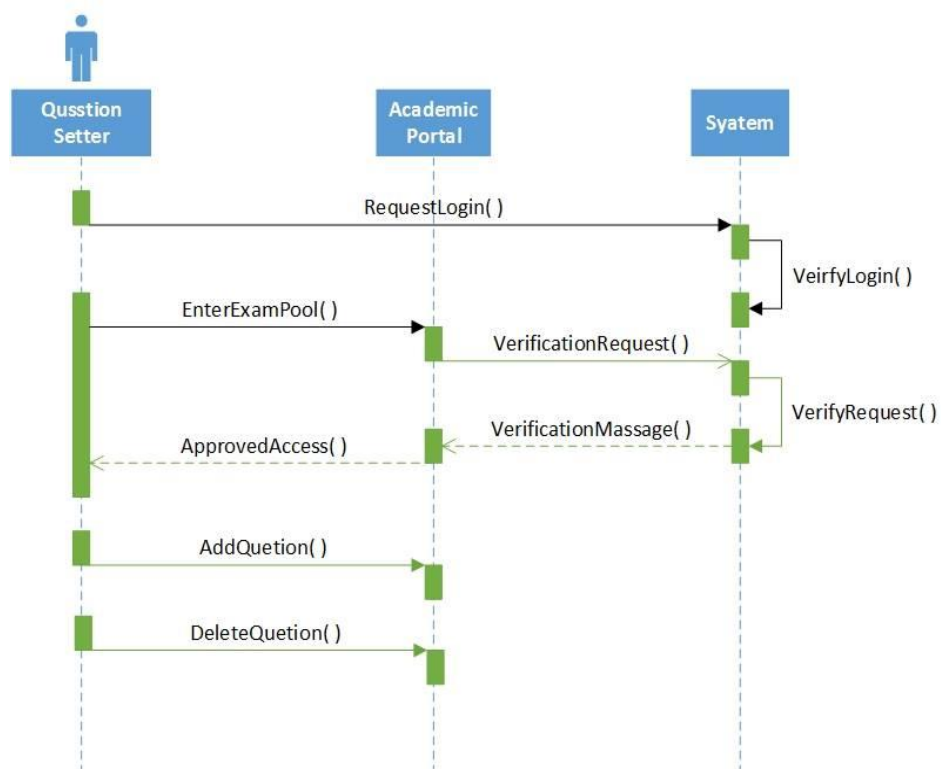 Qusstion
Setter
Academic
Portal
Syatem
RequestLogin( )
VeirfyLogin( )
EnterExamPool( )
VerificationRequest( )
VerifyRequest( )
VerificationMassage( )
ApprovedAccess( )
AddQuetion( )
DeleteQuetion( )